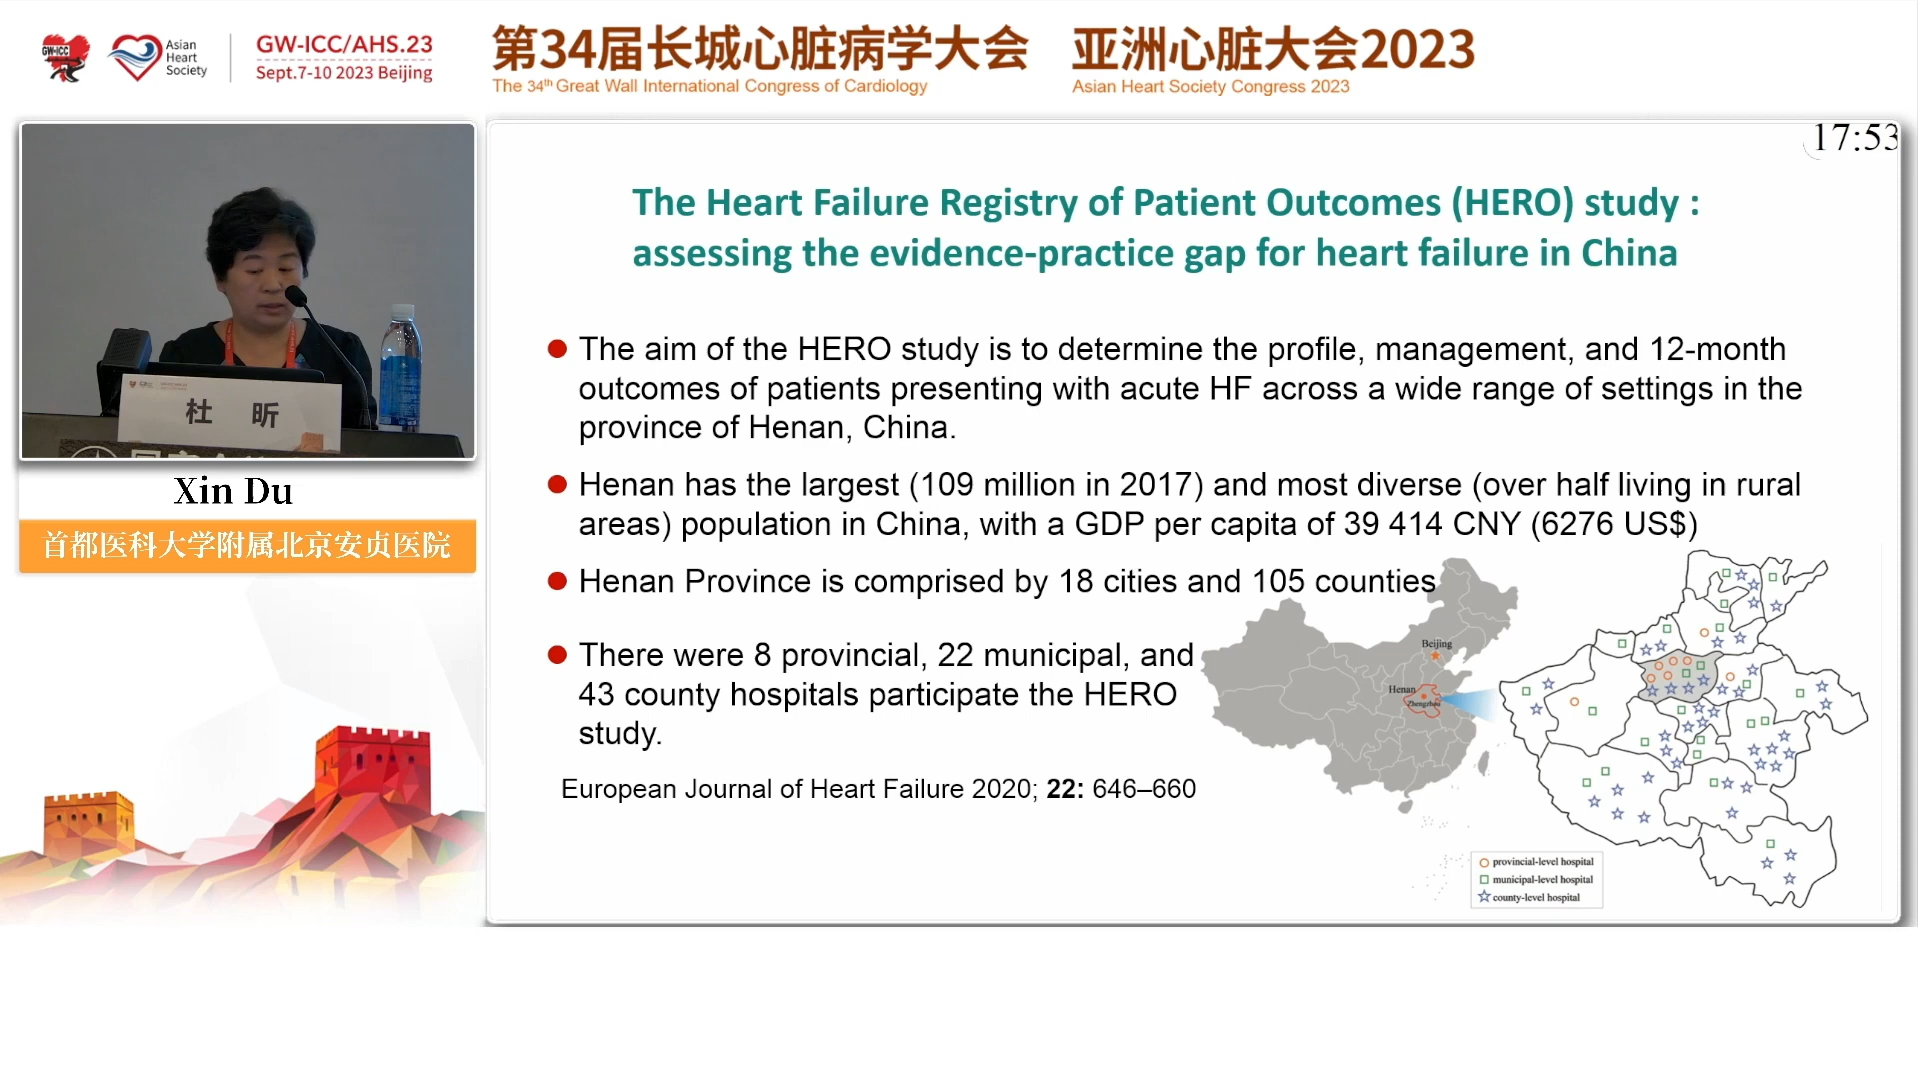 GW-ICC
Asian
Heart
Society
GW-ICC/AHS.23
Sept.7-10 2023 Beijing
第34届长城心脏病学大会
The 34th Great Wall International Congress of Cardiology
亚洲心脏大会2023
Asian Heart Society Congress 2023
17:53
杜 昕
Xin Du
首都医科大学附属北京安贞医院
The Heart Failure Registry of Patient Outcomes (HERO) study :
assessing the evidence-practice gap for heart failure in China
The aim of the HERO study is to determine the profile, management, and 12-month
outcomes of patients presenting with acute HF across a wide range of settings in the
province of Henan, China.
Henan has the largest (109 million in 2017) and most diverse (over half living in rural
areas) population in China, with a GDP per capita of 39 414 CNY (6276 US$)
Henan Province is comprised by 18 cities and 105 counties
There were 8 provincial, 22 municipal, and
43 county hospitals participate the HERO
study.
European Journal of Heart Failure 2020; 22: 646–660
Beijing
Henan
Zhengzhou
provincial-level hospital
municipal-level hospital
county-level hospital